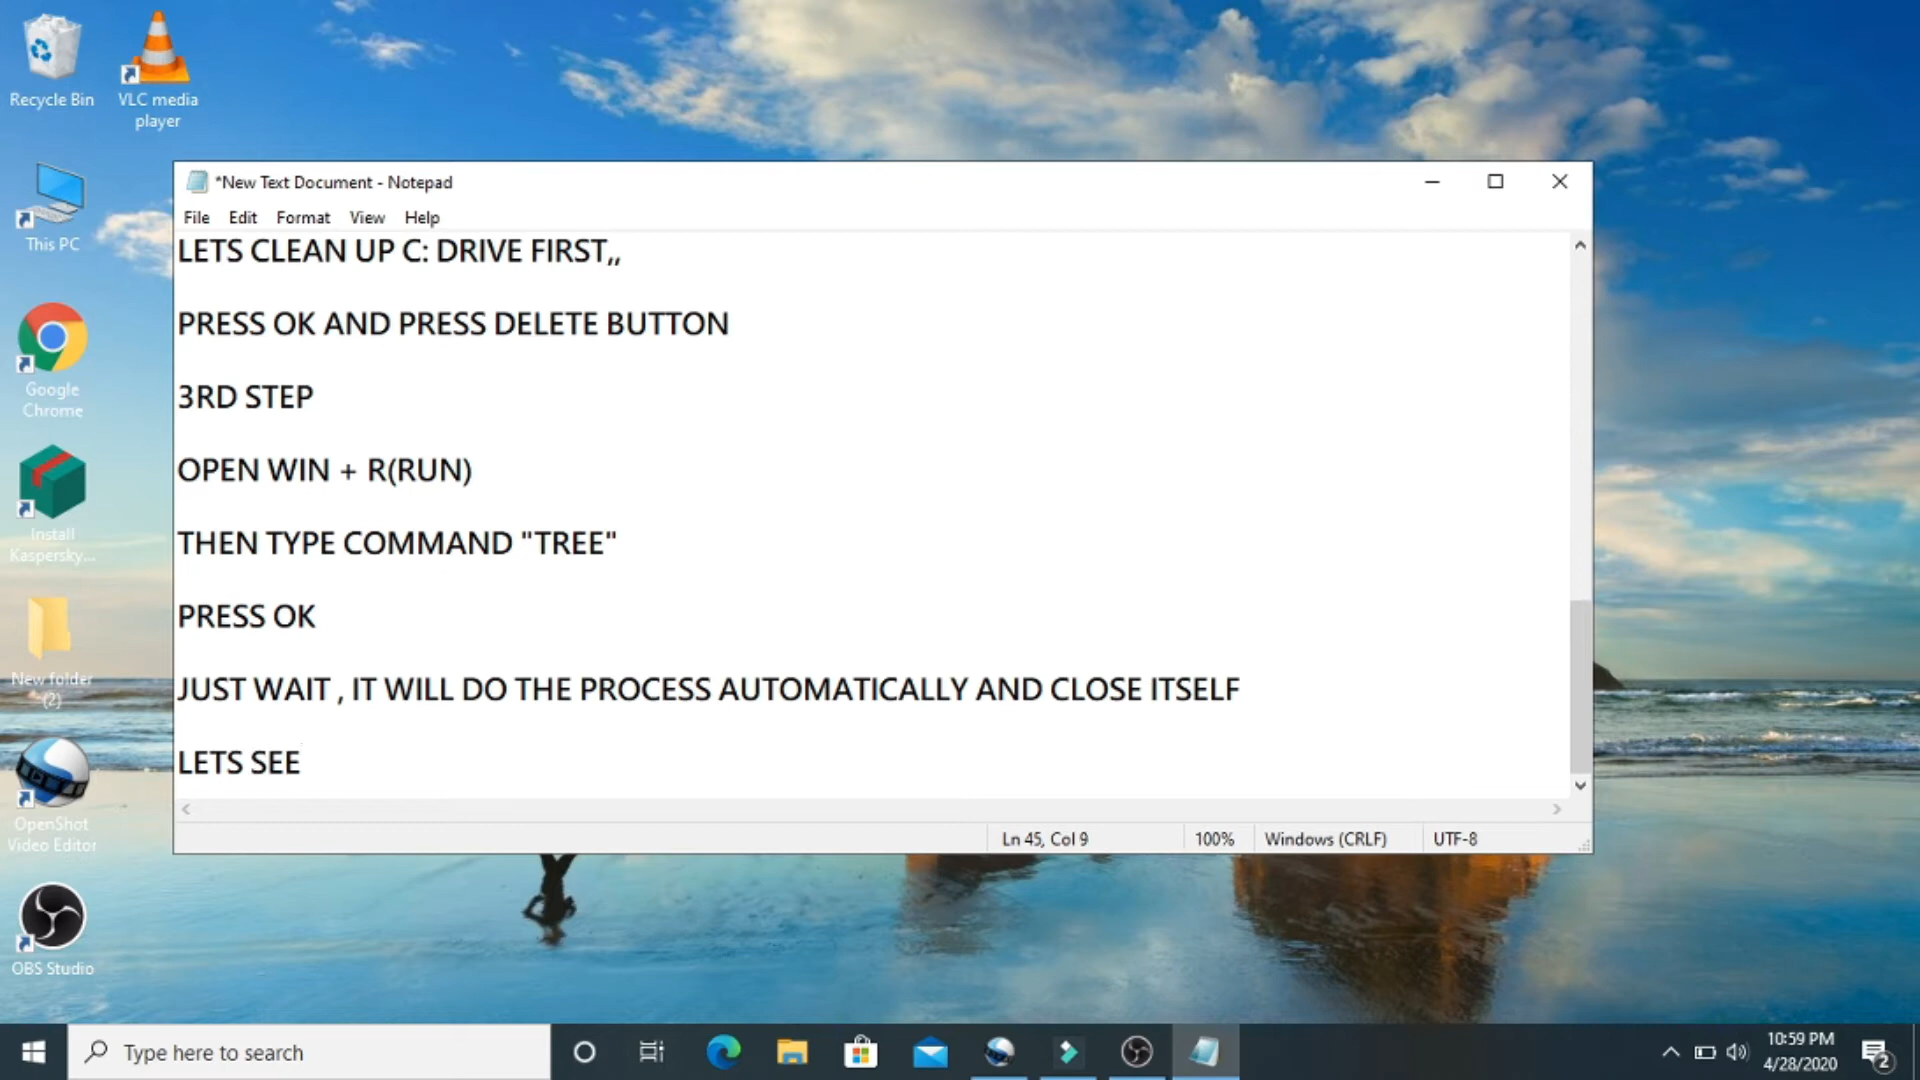 Recycle Bin
VLC media
player
This PC
Google
Chrome
Install
Kaspersky...
New folder
(2)
OpenShot
Video Editor
OBS Studio
*New Text Document - Notepad
File Edit Format View Help
LETS CLEAN UP C: DRIVE FIRST,,
PRESS OK AND PRESS DELETE BUTTON
3RD STEP
OPEN WIN + R(RUN)
THEN TYPE COMMAND "TREE"
PRESS OK
JUST WAIT , IT WILL DO THE PROCESS AUTOMATICALLY AND CLOSE ITSELF
LETS SEE
Ln 45, Col 9 100% Windows (CRLF) UTF-8
Type here to search
10:59 PM
4/28/2020
2